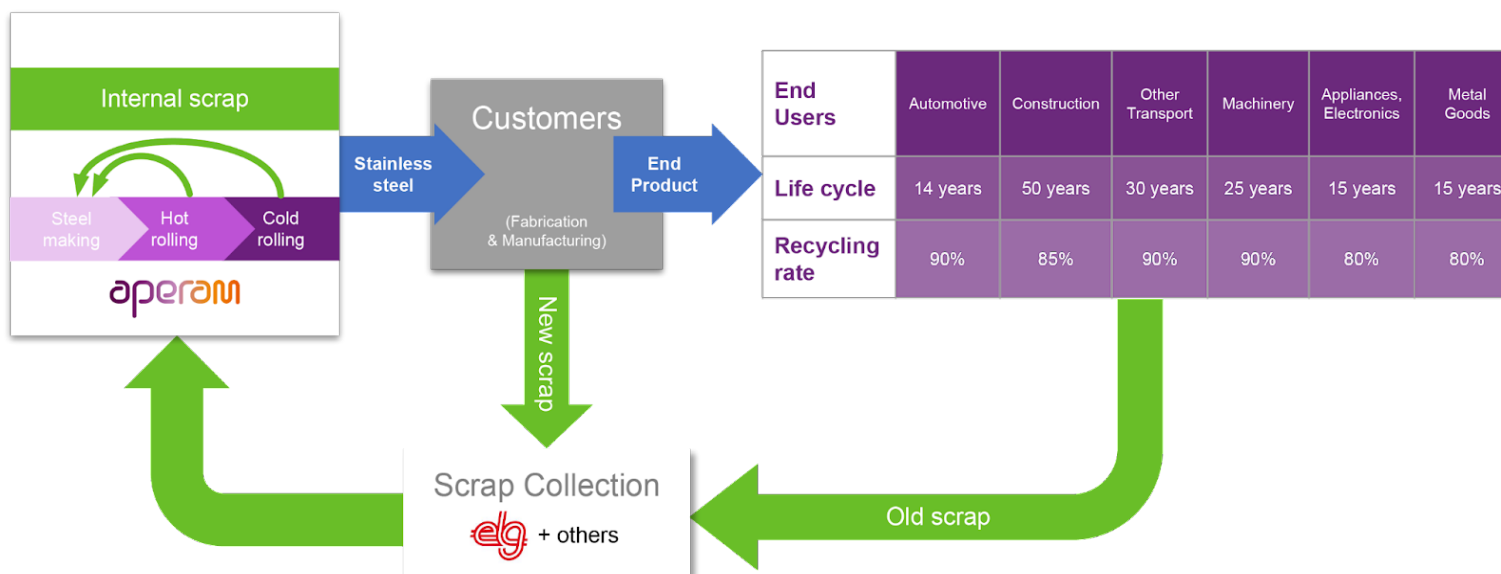 Internal scrap
Steel
making
Hot
rolling
Cold
rolling
aperam
Stainless
steel
Customers
(Fabrication
& Manufacturing)
End
Product
End
Users
Automotive
Construction
Other
Transport
Machinery
Appliances,
Electronics
Metal
Goods
Life cycle
14 years
50 years
30 years
25 years
15 years
15 years
Recycling
rate
90%
85%
90%
90%
80%
80%
New scrap
Scrap Collection
elg + others
Old scrap